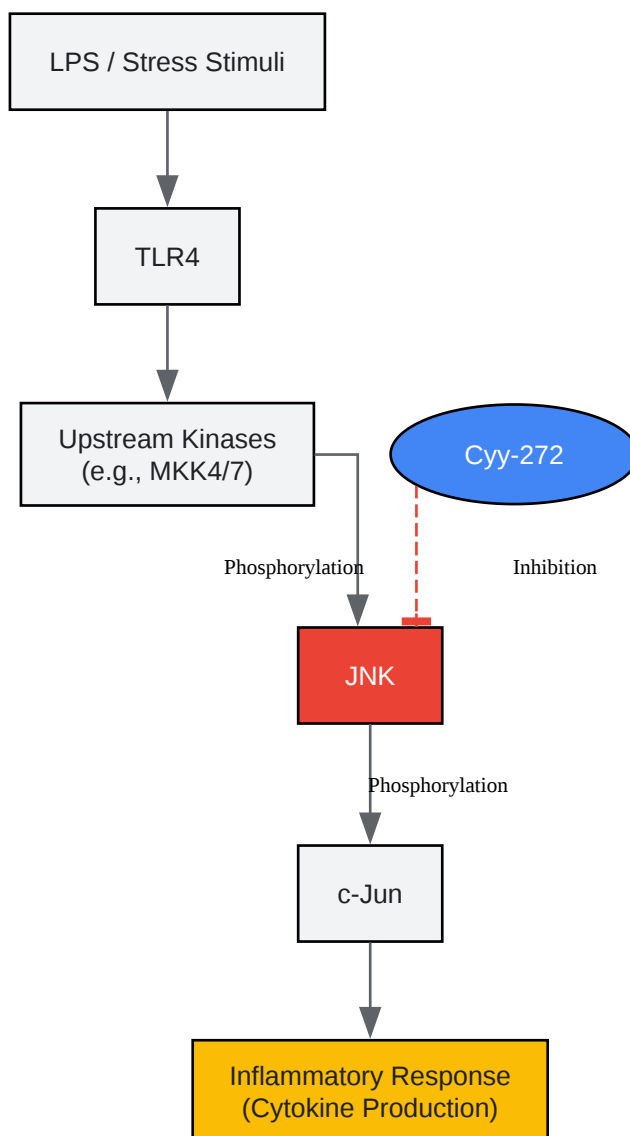 LPS / Stress Stimuli
TLR4
Upstream Kinases
(e.g., MKK4/7)
Cyy-272
Phosphorylation
Inhibition
JNK
Phosphorylation
c-Jun
Inflammatory Response
(Cytokine Production)